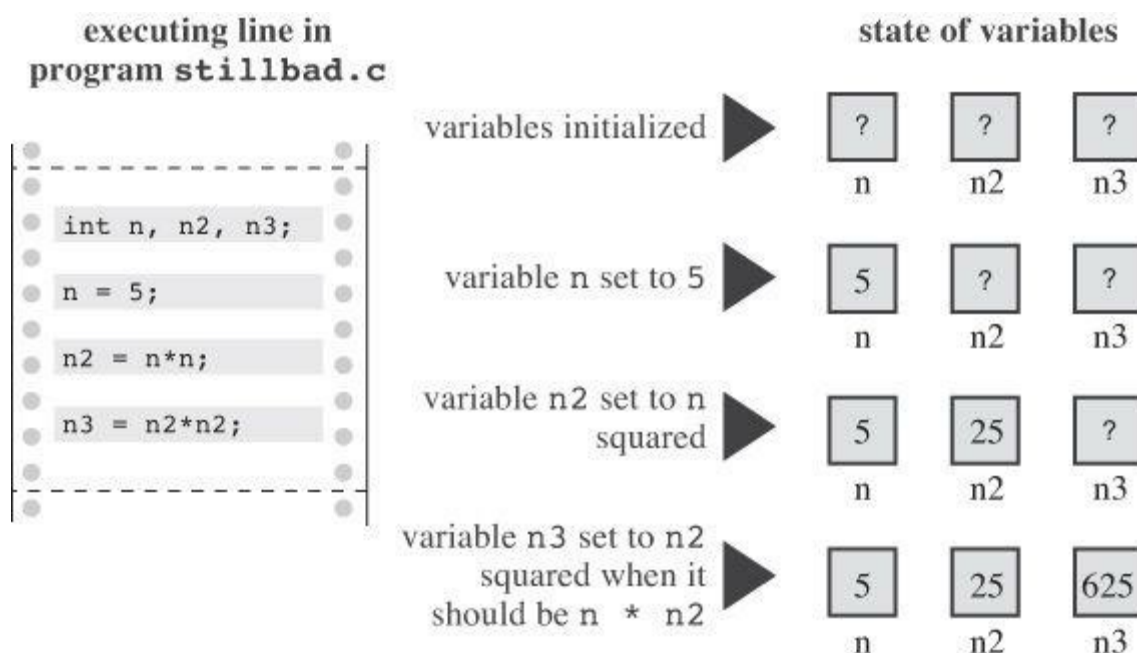 executing line in
program stillbad.c
int n, n2, n3;
n = 5;
n2 = n*n;
n3 = n2*n2;
state of variables
variables initialized
? ? ?
n n2 n3
variable n set to 5
5 ? ?
n n2 n3
variable n2 set to n
squared
5 25 ?
n n2 n3
variable n3 set to n2
squared when it
should be n * n2
5 25 625
n n2 n3